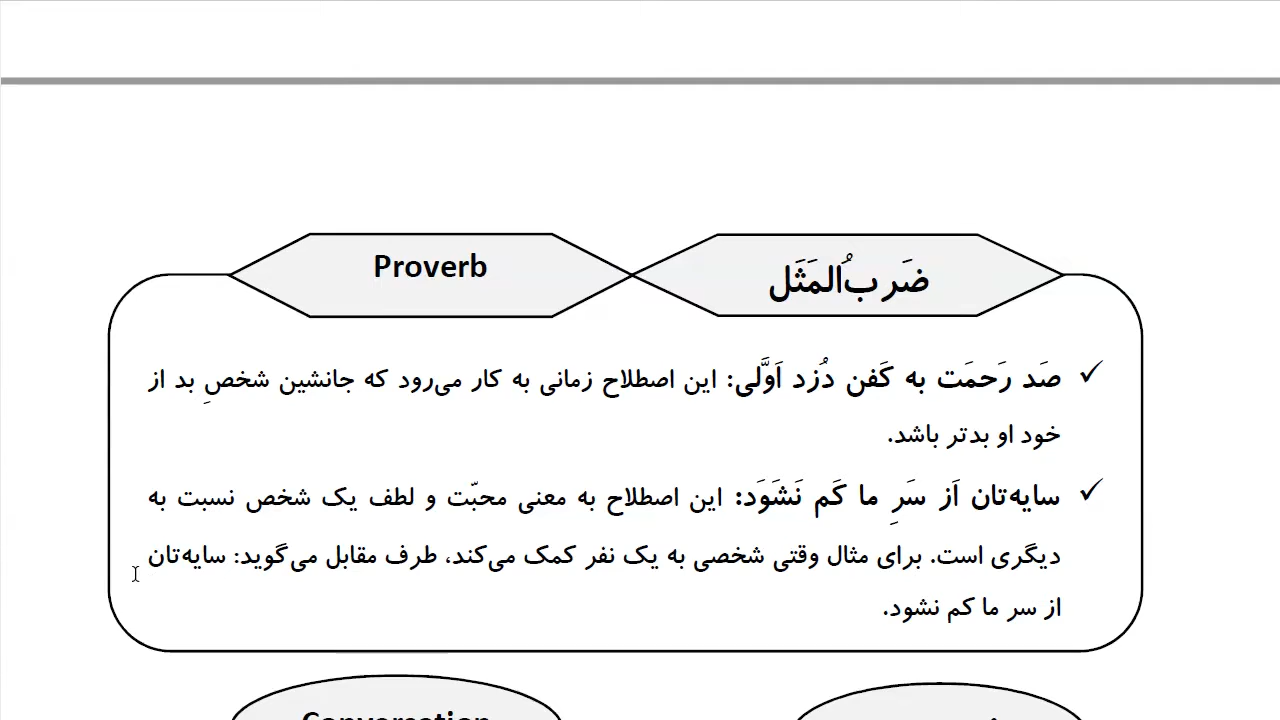 Proverb
ضَربُ‌المَثَل
✓ صَد رَحمَت به کَفن دُزد اَوَّلی: این اصطلاح زمانی به کار می‌رود که جانشین شخصِ بد از
خود او بدتر باشد.
✓ سایه‌تان اَز سَرِ ما کَم نَشَوَد: این اصطلاح به معنی محبّت و لطف یک شخص نسبت به
دیگری است. برای مثال وقتی شخصی به یک نفر کمک می‌کند، طرف مقابل می‌گوید: سایه‌تان
از سر ما کم نشود.
Conversation